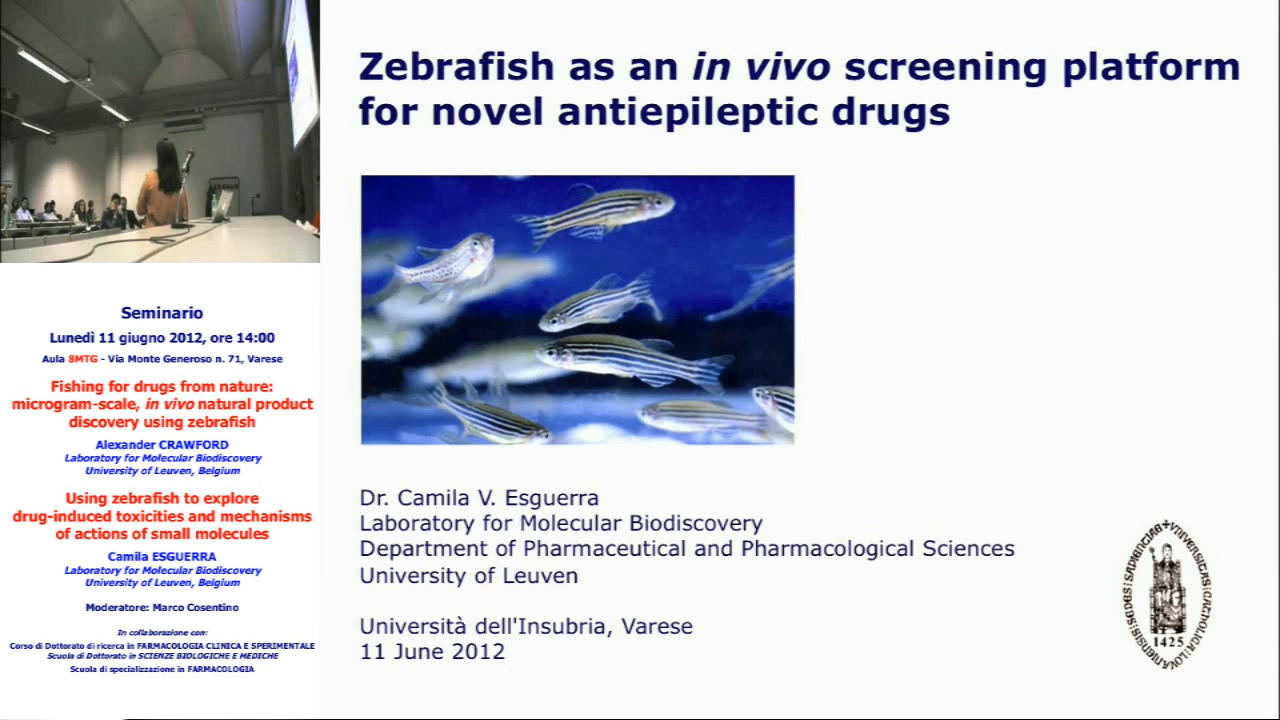 Zebrafish as an in vivo screening platform
for novel antiepileptic drugs
Seminario
Lunedì 11 giugno 2012, ore 14:00
Aula 8MTG - Via Monte Generoso n. 71, Varese
Fishing for drugs from nature:
microgram-scale, in vivo natural product
discovery using zebrafish
Alexander CRAWFORD
Laboratory for Molecular Biodiscovery
University of Leuven, Belgium
Using zebrafish to explore
drug-induced toxicities and mechanisms
of actions of small molecules
Camila ESGUERRA
Laboratory for Molecular Biodiscovery
University of Leuven, Belgium
Moderatore: Marco Cosentino
In collaborazione con:
Corso di Dottorato di ricerca in FARMACOLOGIA CLINICA E SPERIMENTALE
Scuola di Dottorato in SCIENZE BIOLOGICHE E MEDICHE
Scuola di specializzazione in FARMACOLOGIA
Dr. Camila V. Esguerra
Laboratory for Molecular Biodiscovery
Department of Pharmaceutical and Pharmacological Sciences
University of Leuven
Università dell'Insubria, Varese
11 June 2012
1425